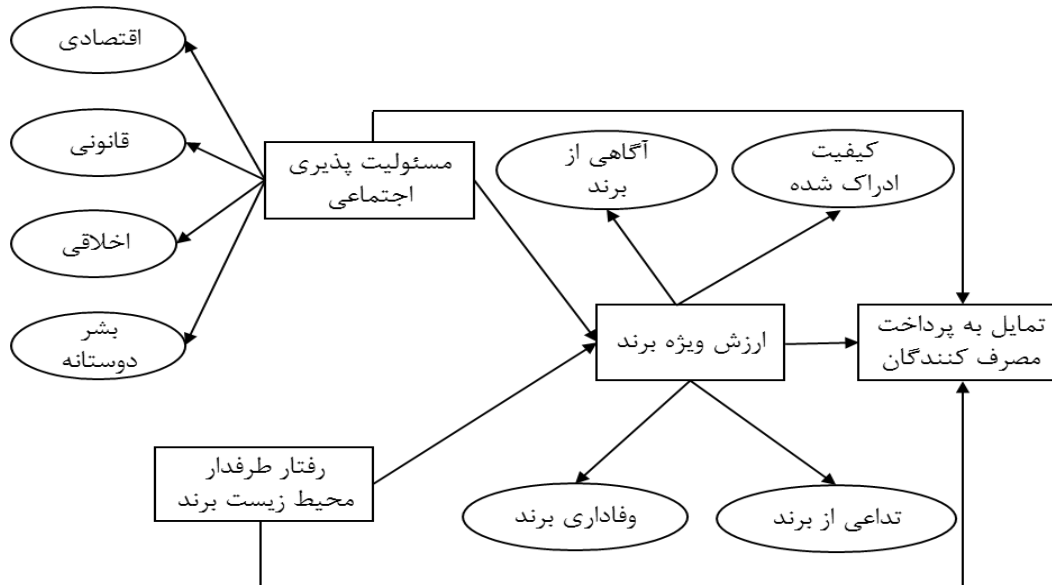 اقتصادی
قانونی
اخلاقی
بشر
دوستانه
مسئولیت پذیری
اجتماعی
آگاهی از
برند
کیفیت
ادراک شده
ارزش ویژه برند
تمایل به پرداخت
مصرف کنندگان
رفتار طرفدار
محیط زیست برند
وفاداری برند
تداعی از برند